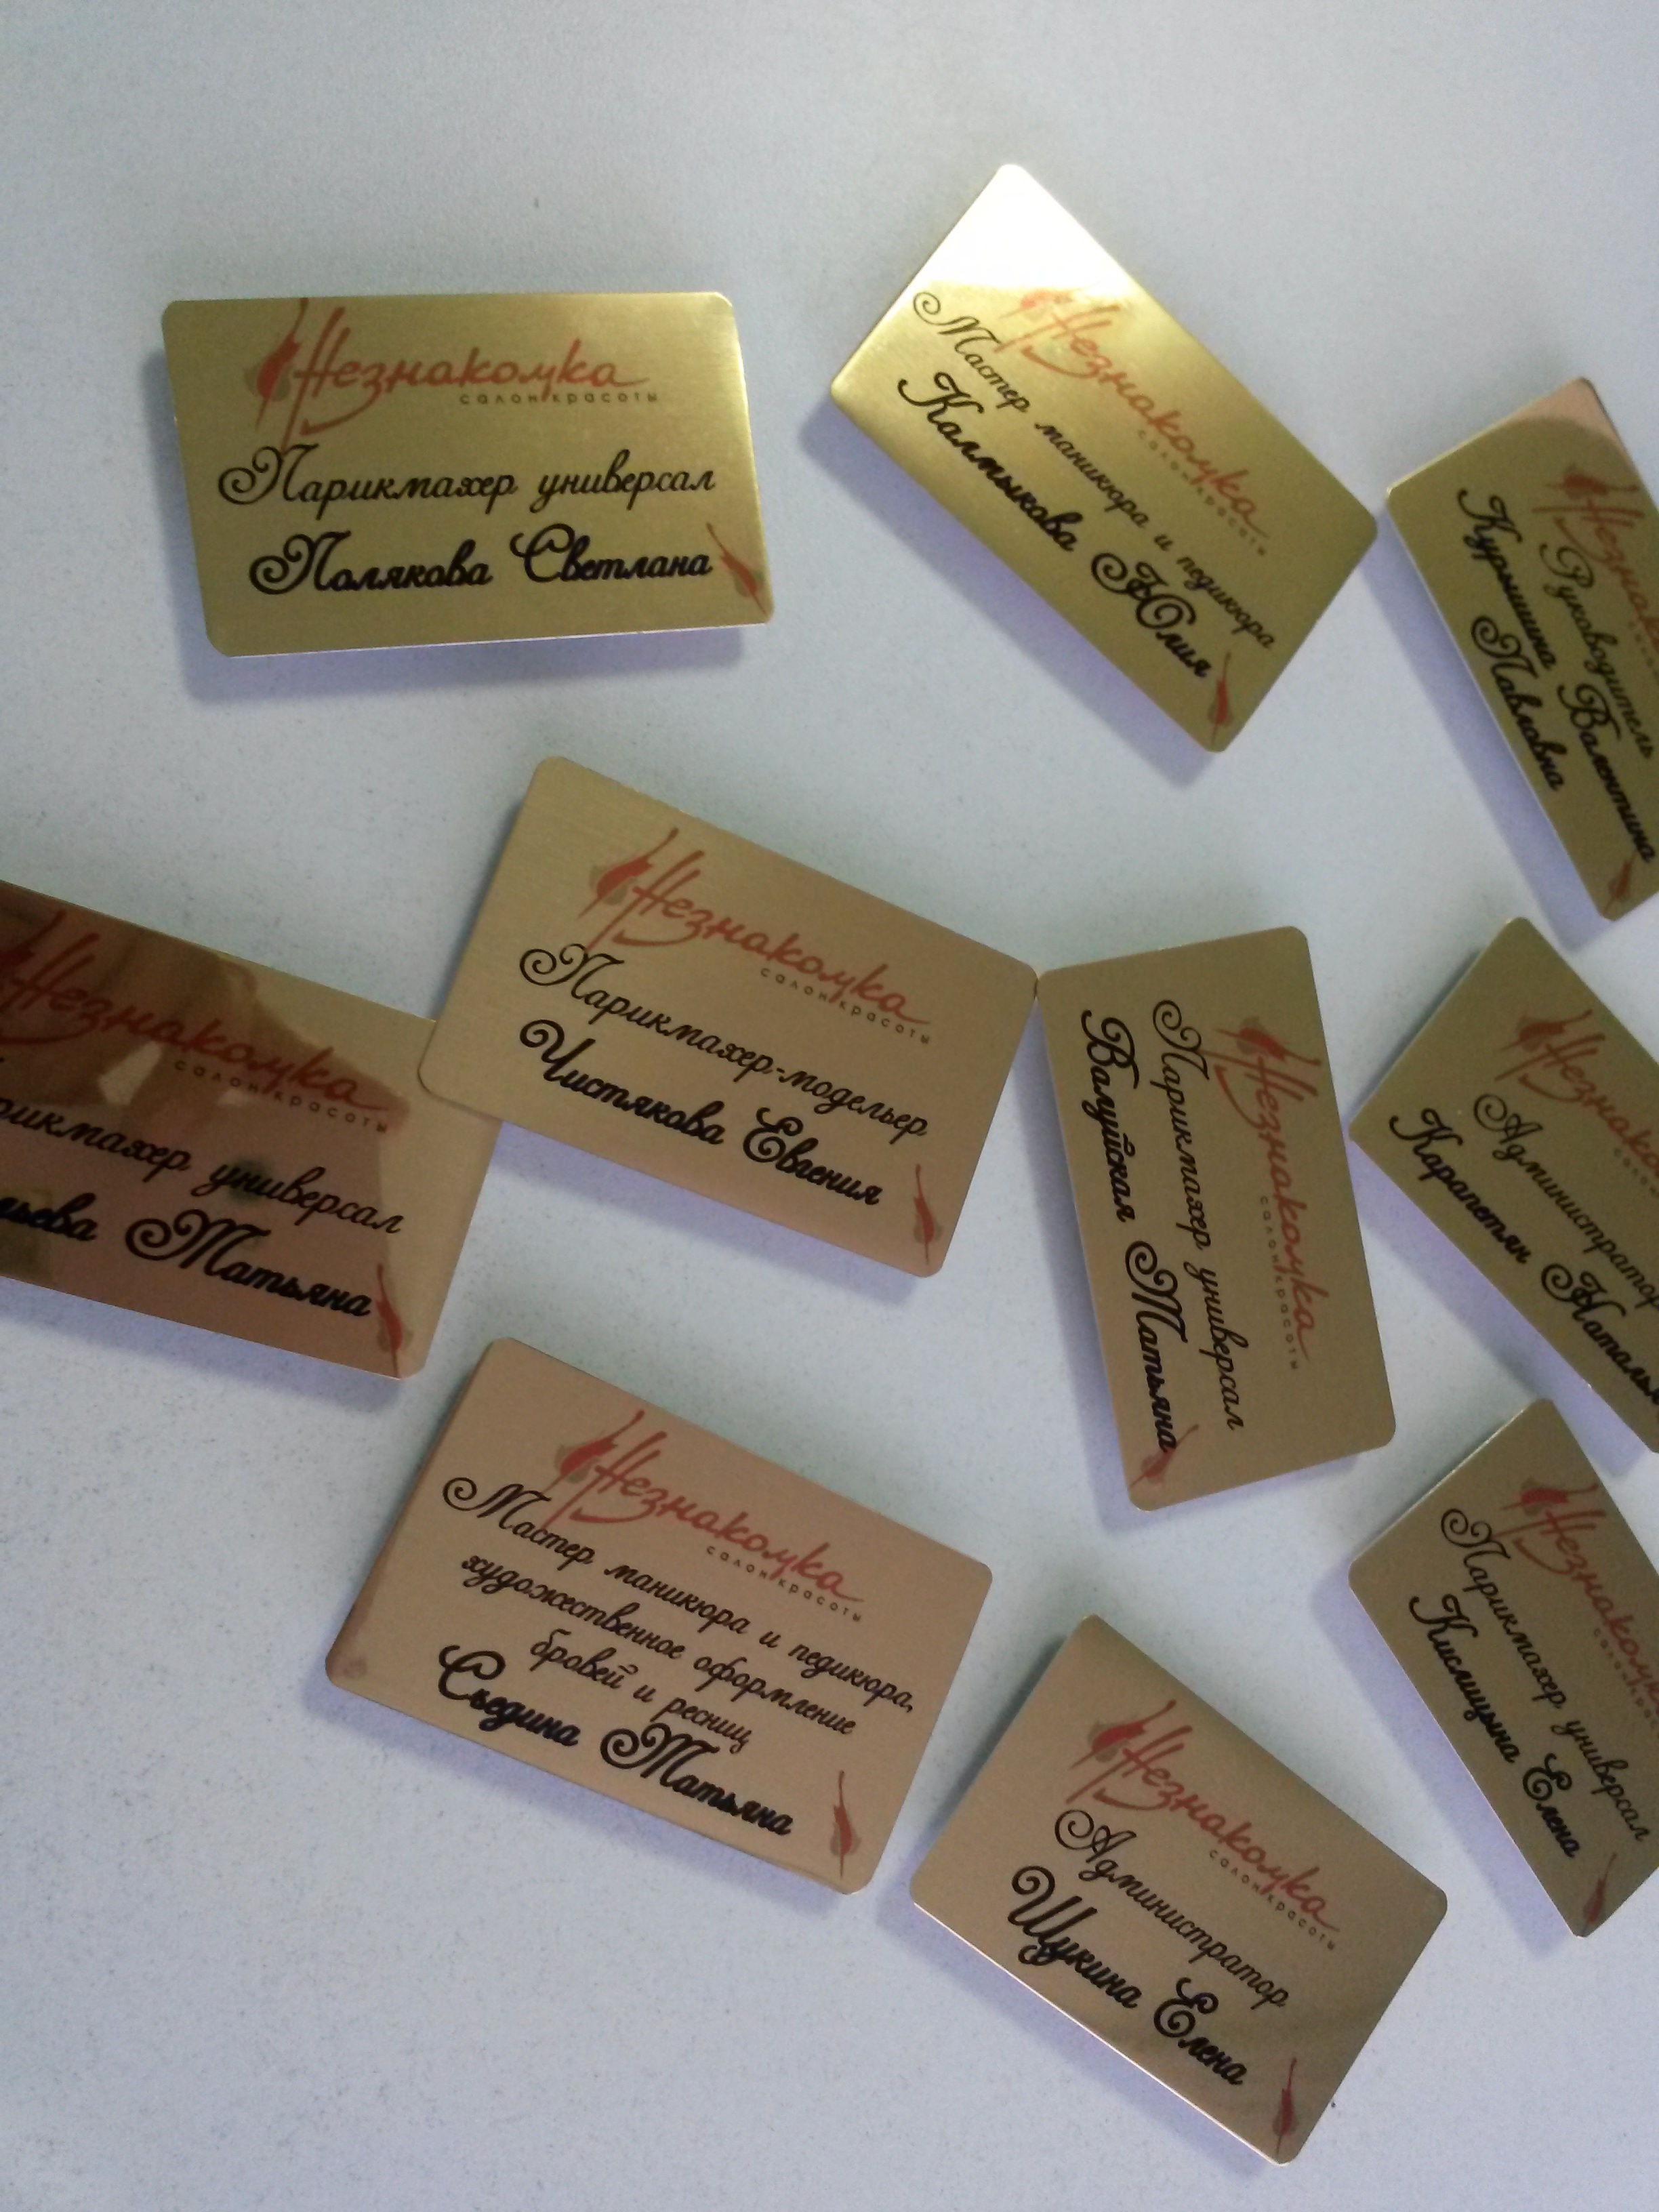 Незнакомка
салон красоты
Парикмахер универсал
Полякова Светлана
Незнакомка
салон красоты
Мастер маникюра и педикюра
Калмыкова Юлия
Незнакомка
Руководитель
Курышина Валентина
Павловна
Незнакомка
салон красоты
универсал
Татьяна
Незнакомка
салон красоты
Парикмахер-модельер
Чистякова Евгения
Незнакомка
салон красоты
Парикмахер универсал
Валуйская Татьяна
Незнакомка
Администратор
Карапетян Наталья
Незнакомка
салон красоты
Мастер маникюра и педикюра,
художественное оформление
бровей и ресниц
Сьедина Татьяна
Незнакомка
салон красоты
Администратор
Щукина Елена
Незнакомка
Парикмахер универсал
Кислицына Елена